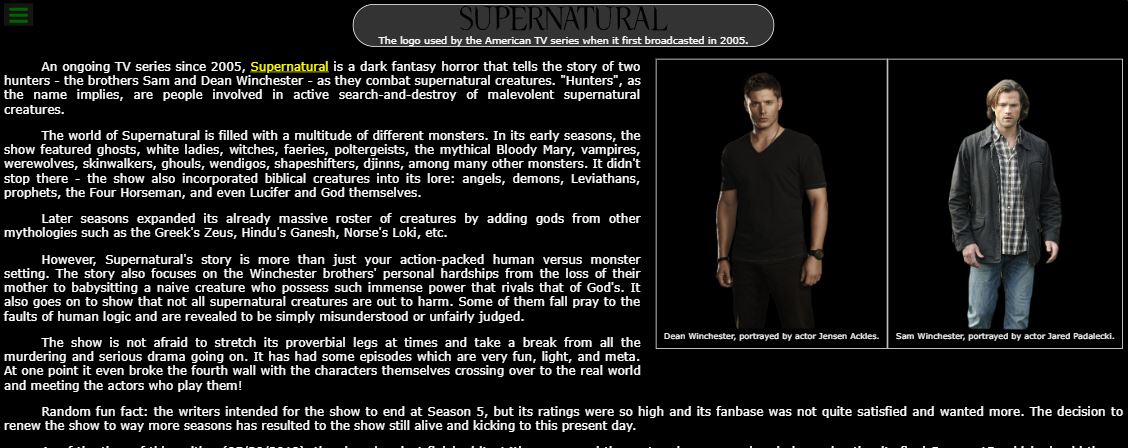 SUPERNATURAL
The logo used by the American TV series when it first broadcasted in 2005.
An ongoing TV series since 2005, Supernatural is a dark fantasy horror that tells the story of two
hunters - the brothers Sam and Dean Winchester - as they combat supernatural creatures. "Hunters", as
the name implies, are people involved in active search-and-destroy of malevolent supernatural
creatures.
The world of Supernatural is filled with a multitude of different monsters. In its early seasons, the
show featured ghosts, white ladies, witches, faeries, poltergeists, the mythical Bloody Mary, vampires,
werewolves, skinwalkers, ghouls, wendigos, shapeshifters, djinns, among many other monsters. It didn't
stop there - the show also incorporated biblical creatures into its lore: angels, demons, Leviathans,
prophets, the Four Horseman, and even Lucifer and God themselves.
Later seasons expanded its already massive roster of creatures by adding gods from other
mythologies such as the Greek's Zeus, Hindu's Ganesh, Norse's Loki, etc.
However, Supernatural's story is more than just your action-packed human versus monster
setting. The story also focuses on the Winchester brothers' personal hardships from the loss of their
mother to babysitting a naive creature who possess such immense power that rivals that of God's. It
also goes on to show that not all supernatural creatures are out to harm. Some of them fall pray to the
faults of human logic and are revealed to be simply misunderstood or unfairly judged.
The show is not afraid to stretch its proverbial legs at times and take a break from all the
murdering and serious drama going on. It has had some episodes which are very fun, light, and meta.
At one point it even broke the fourth wall with the characters themselves crossing over to the real world
and meeting the actors who play them!
Dean Winchester, portrayed by actor Jensen Ackles.
Sam Winchester, portrayed by actor Jared Padalecki.
Random fun fact: the writers intended for the show to end at Season 5, but its ratings were so high and its fanbase was not quite satisfied and wanted more. The decision to
renew the show to way more seasons has resulted to the show still alive and kicking to this present day.